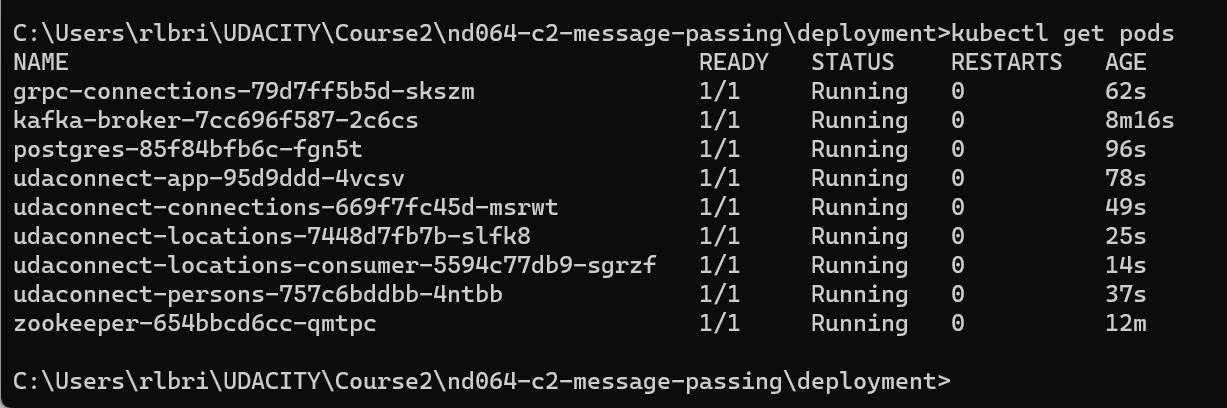 C:\Users\rlbri\UDACITY\Course2\nd064-c2-message-passing\deployment>kubectl get pods
NAME READY STATUS RESTARTS AGE
grpc-connections-79d7ff5b5d-skszm 1/1 Running 0 62s
kafka-broker-7cc696f587-2c6cs 1/1 Running 0 8m16s
postgres-85f84bfb6c-fgn5t 1/1 Running 0 96s
udaconnect-app-95d9ddd-4vcsv 1/1 Running 0 78s
udaconnect-connections-669f7fc45d-msrwt 1/1 Running 0 49s
udaconnect-locations-7448d7fb7b-slfk8 1/1 Running 0 25s
udaconnect-locations-consumer-5594c77db9-sgrzf 1/1 Running 0 14s
udaconnect-persons-757c6bddbb-4ntbb 1/1 Running 0 37s
zookeeper-654bbcd6cc-qmtpc 1/1 Running 0 12m
C:\Users\rlbri\UDACITY\Course2\nd064-c2-message-passing\deployment>